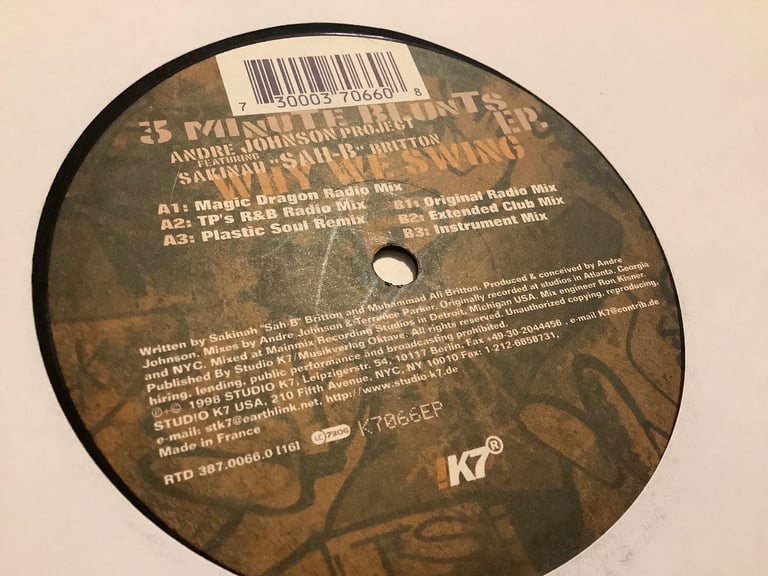 7 30003 70660 8
3 MINUTE BLUNTS EP.
ANDRE JOHNSON PROJECT
FEATURING
SAKINAH "SAH-B" BRITTON
WHY WE SWING
A1: Magic Dragon Radio Mix
A2: TP's R&B Radio Mix
A3: Plastic Soul Remix
B1: Original Radio Mix
B2: Extended Club Mix
B3: Instrument Mix
Written by Sakinah "Sah-B" Britton and Muhammad Ali Britton. Produced & conceived by Andre
Johnson. Mixes by Andre Johnson & Terrence Parker. Originally recorded at studios in Atlanta, Georgia
and NYC. Mixed at Mainmix Recording Studios in Detroit, Michigan USA. Mix engineer Ron Kisner.
Published By Studio K7/Musikverlag Oktave. All rights reserved. Unauthorized copying, reproducing,
hiring, lending, public performance and broadcasting prohibited.
℗+© 1998 STUDIO K7, Leipzigerstr. 54, 10117 Berlin, Fax +49-30-2044456 . e-mail K7@contrib.de
STUDIO K7 USA, 210 Fifth Avenue, NYC, NY 10010 Fax: 1-212-6858731,
e-mail: stk7@earthlink.net, http://www.studio-k7.de
Made in France
LC 7306
K7066EP
RTD 387.0066.0 [16]
!K7®